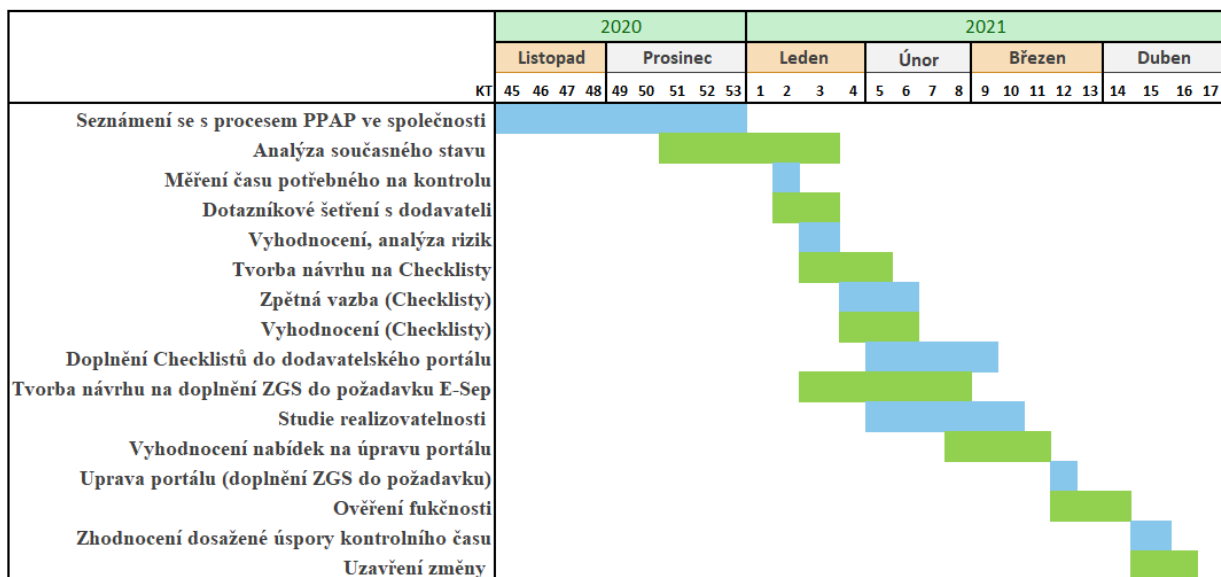 2020 2021
Listopad Prosinec Leden Únor Březen Duben
KT 45 46 47 48 49 50 51 52 53 1 2 3 4 5 6 7 8 9 10 11 12 13 14 15 16 17
Seznámení se s procesem PPAP ve společnosti
Analýza současného stavu
Měření času potřebného na kontrolu
Dotazníkové šetření s dodavateli
Vyhodnocení, analýza rizik
Tvorba návrhu na Checklisty
Zpětná vazba (Checklisty)
Vyhodnocení (Checklisty)
Doplnění Checklistů do dodavatelského portálu
Tvorba návrhu na doplnění ZGS do požadavku E-Sep
Studie realizovatelnosti
Vyhodnocení nabídek na úpravu portálu
Uprava portálu (doplnění ZGS do požadavku)
Ověření fukčnosti
Zhodnocení dosažené úspory kontrolního času
Uzavření změny